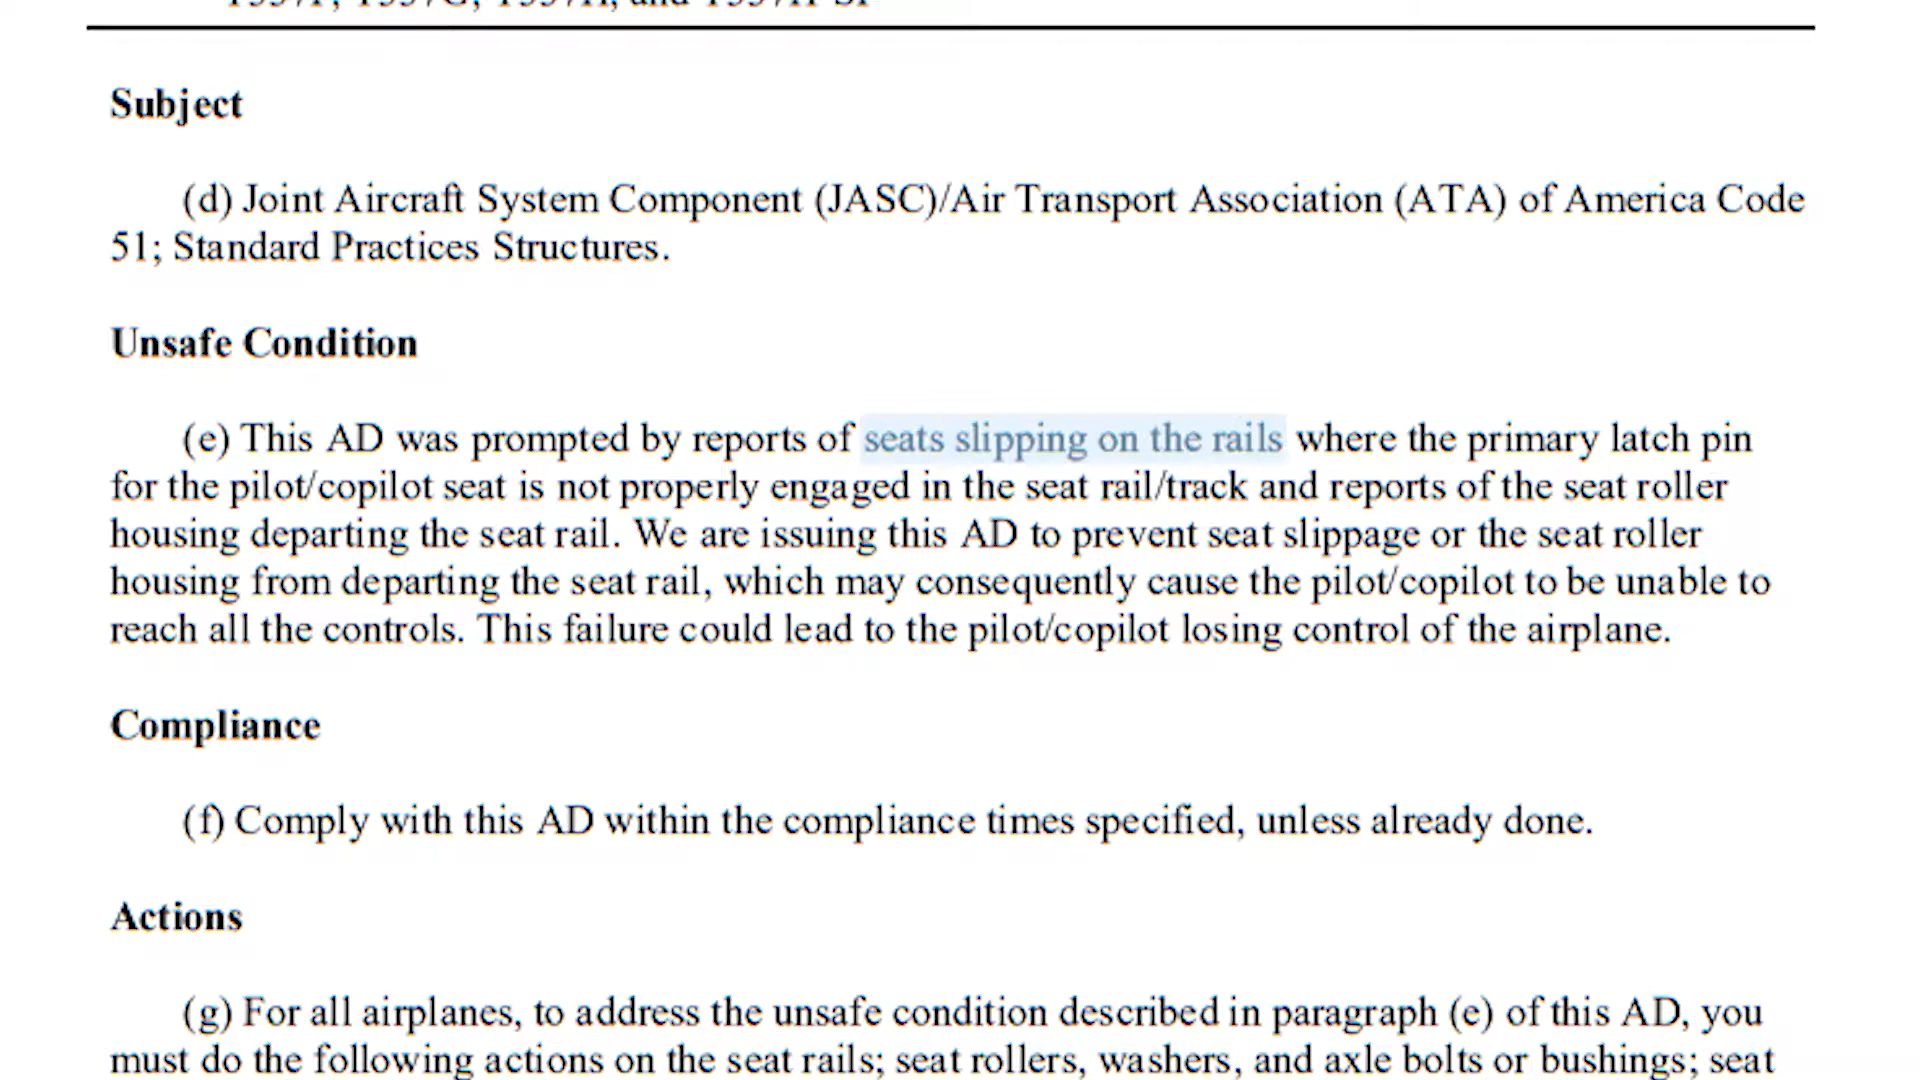 Subject
(d) Joint Aircraft System Component (JASC)/Air Transport Association (ATA) of America Code
51; Standard Practices Structures.
Unsafe Condition
(e) This AD was prompted by reports of seats slipping on the rails where the primary latch pin
for the pilot/copilot seat is not properly engaged in the seat rail/track and reports of the seat roller
housing departing the seat rail. We are issuing this AD to prevent seat slippage or the seat roller
housing from departing the seat rail, which may consequently cause the pilot/copilot to be unable to
reach all the controls. This failure could lead to the pilot/copilot losing control of the airplane.
Compliance
(f) Comply with this AD within the compliance times specified, unless already done.
Actions
(g) For all airplanes, to address the unsafe condition described in paragraph (e) of this AD, you
must do the following actions on the seat rails; seat rollers, washers, and axle bolts or bushings; seat